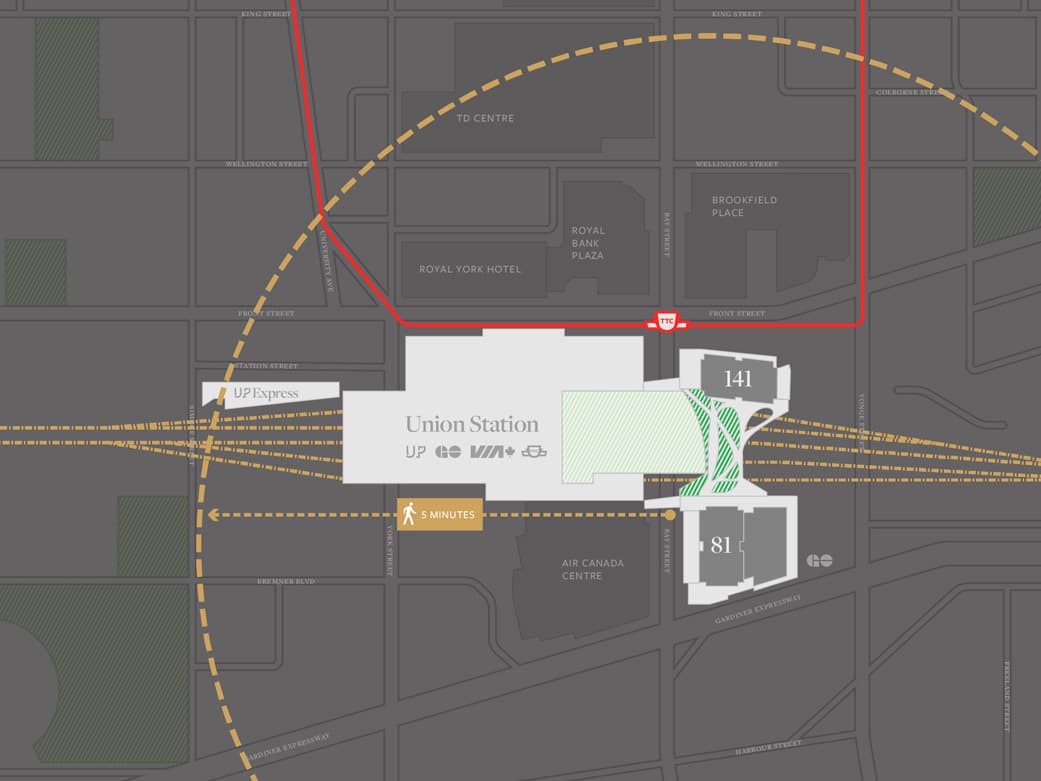 KING STREET
KING STREET
COLBORNE STREET
TD CENTRE
WELLINGTON STREET
WELLINGTON STREET
BROOKFIELD
PLACE
ROYAL
BANK
PLAZA
BAY STREET
UNIVERSITY AVE
ROYAL YORK HOTEL
FRONT STREET
FRONT STREET
TTC
STATION STREET
UP Express
141
SIMCOE STREET
Union Station
UP GO VIA
YONGE STREET
5 MINUTES
YORK STREET
BAY STREET
81
AIR CANADA
CENTRE
GO
BREMNER BLVD
GARDINER EXPRESSWAY
FREELAND STREET
GARDINER EXPRESSWAY
HARBOUR STREET